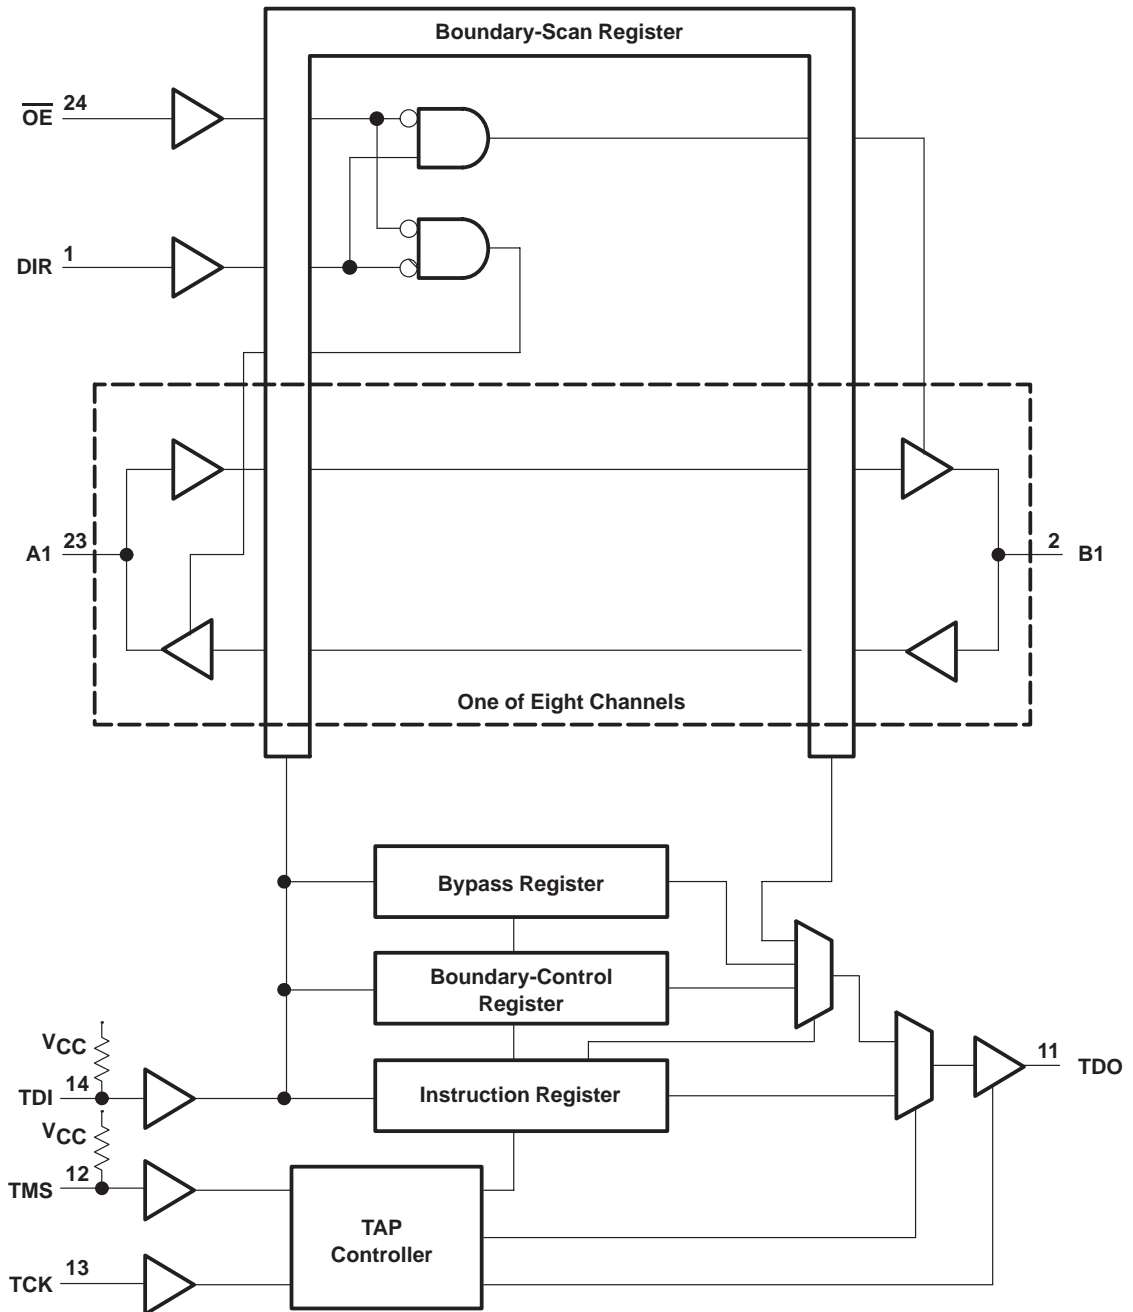 Boundary-Scan Register
OE 24
DIR 1
A1 23
2 B1
One of Eight Channels
Bypass Register
Boundary-Control
Register
VCC
TDI 14
Instruction Register
11 TDO
VCC
TMS 12
TAP
Controller
TCK 13